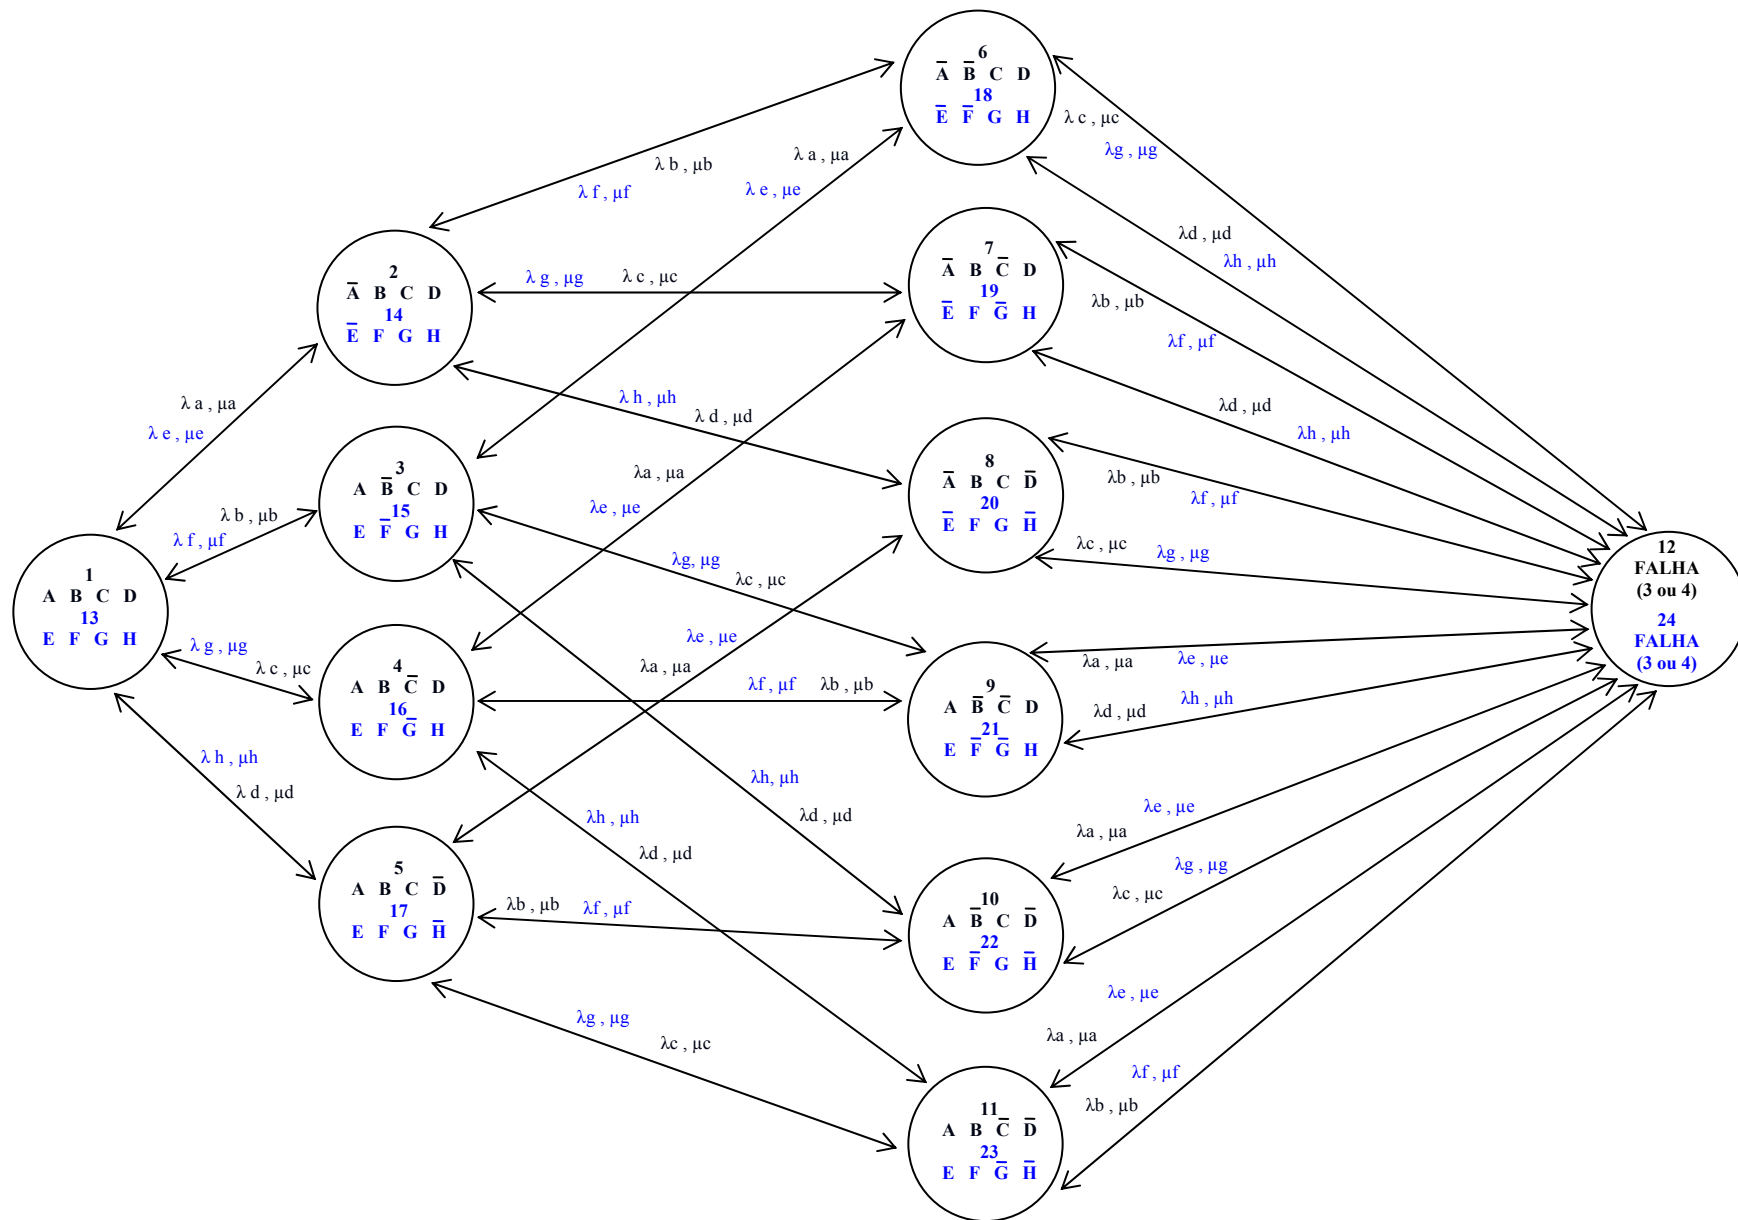 6
A̅ B̅ C D
18
E̅ F̅ G H
λ c , μc
λg , μg
λ b , μb
λ a , μa
λ f , μf
λ e , μe
λd , μd
λh , μh
2
A̅ B C D
14
E̅ F G H
λ g , μg λ c , μc
7
A̅ B C̅ D
19
E̅ F G̅ H
λb , μb
λf , μf
λ a , μa
λ e , μe
λ h , μh
λ d , μd
λd , μd
λh , μh
3
A B̅ C D
15
E F̅ G H
λa , μa
λe , μe
8
A̅ B C D̅
20
E̅ F G H̅
λb , μb
λf , μf
λ b , μb
λ f , μf
λg, μg
λc , μc
λc , μc
λg , μg
1
A B C D
13
E F G H
12
FALHA
(3 ou 4)
24
FALHA
(3 ou 4)
λ g , μg
λ c , μc
4
A B C̅ D
16
E F G̅ H
λe , μe
λa , μa
λf , μf λb , μb
9
A B̅ C̅ D
21
E F̅ G̅ H
λa , μa
λe , μe
λh , μh
λd , μd
λ h , μh
λ d , μd
λh, μh
λd , μd
λh , μh
λd , μd
λe , μe
λa , μa
5
A B C D̅
17
E F G H̅
λb , μb λf , μf
10
A B̅ C D̅
22
E F̅ G H̅
λg , μg
λc , μc
λg , μg
λc , μc
λe , μe
λa , μa
11
A B C̅ D̅
23
E F G̅ H̅
λf , μf
λb , μb